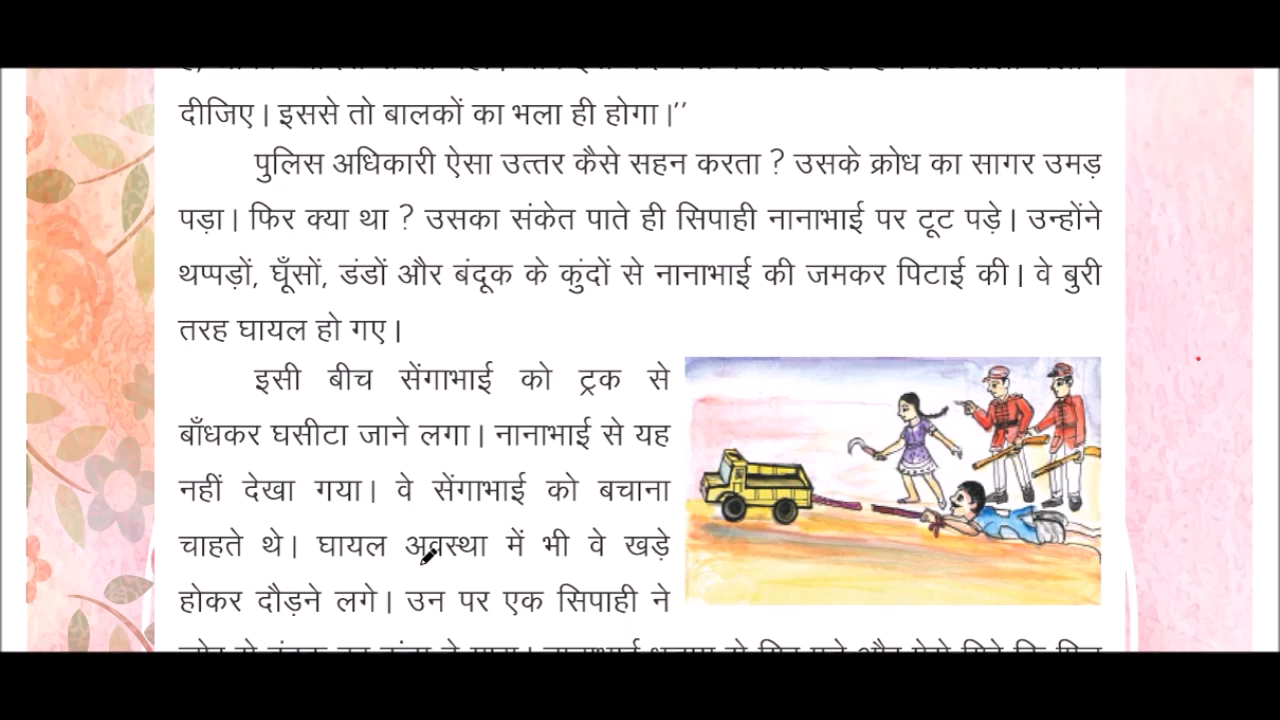 दीजिए। इससे तो बालकों का भला ही होगा।’’
पुलिस अधिकारी ऐसा उत्तर कैसे सहन करता ? उसके क्रोध का सागर उमड़
पड़ा। फिर क्या था ? उसका संकेत पाते ही सिपाही नानाभाई पर टूट पड़े। उन्होंने
थप्पड़ों, घूँसों, डंडों और बंदूक के कुंदों से नानाभाई की जमकर पिटाई की। वे बुरी
तरह घायल हो गए।
इसी बीच सेंगाभाई को ट्रक से
बाँधकर घसीटा जाने लगा। नानाभाई से यह
नहीं देखा गया। वे सेंगाभाई को बचाना
चाहते थे। घायल अवस्था में भी वे खड़े
होकर दौड़ने लगे। उन पर एक सिपाही ने